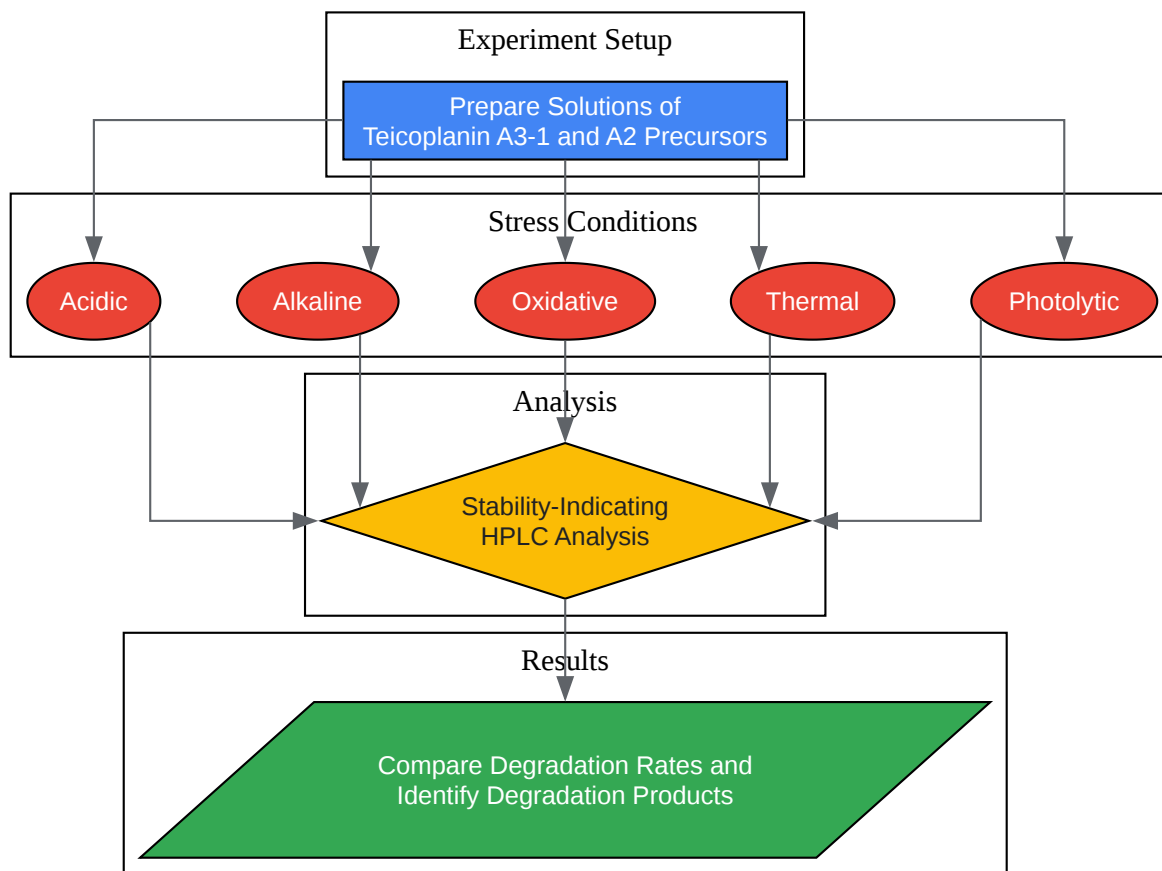 Experiment Setup
Prepare Solutions of
Teicoplanin A3-1 and A2 Precursors
Stress Conditions
Acidic
Alkaline
Oxidative
Thermal
Photolytic
Analysis
Stability-Indicating
HPLC Analysis
Results
Compare Degradation Rates and
Identify Degradation Products